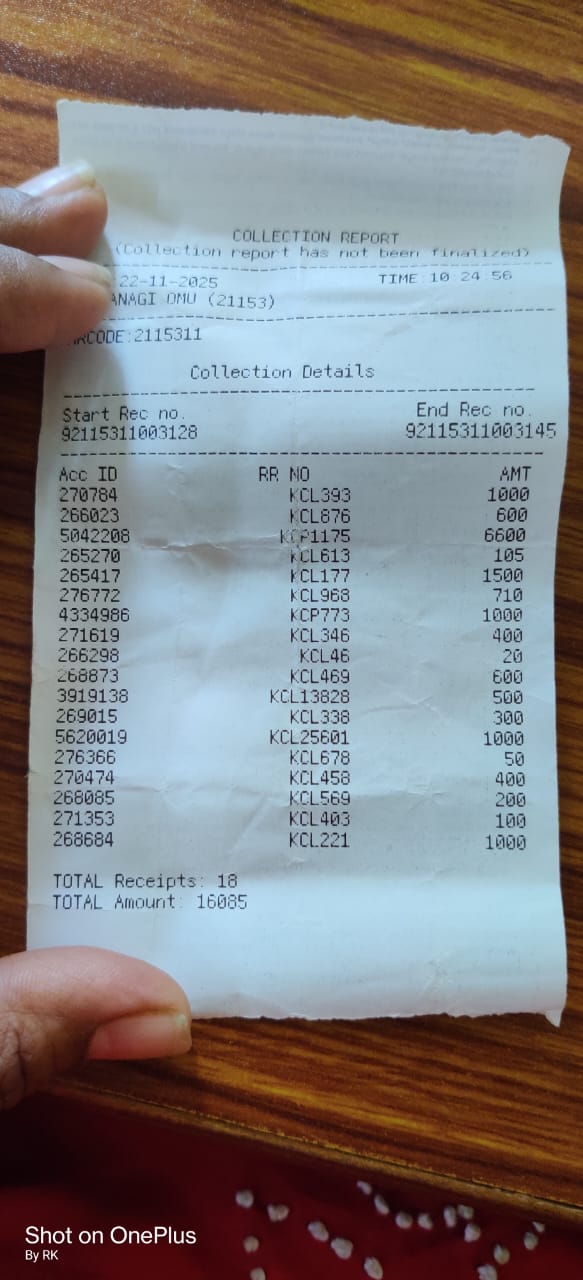 COLLECTION REPORT
(Collection report has not been finalized)
22-11-2025 TIME 10:24:56
ANAGI OMU (21153)
RCODE:2115311
Collection Details
Start Rec no. End Rec no.
92115311003128 92115311003145
Acc ID RR NO AMT
270784 KCL393 1000
266023 KCL876 600
5042208 KCP1175 6600
265270 KCL613 105
265417 KCL177 1500
276772 KCL968 710
4334986 KCP773 1000
271619 KCL346 400
266298 KCL46 20
268873 KCL469 600
3919138 KCL13828 500
269015 KCL338 300
5620019 KCL25601 1000
276366 KCL678 50
270474 KCL458 400
268085 KCL569 200
271353 KCL403 100
268684 KCL221 1000
TOTAL Receipts: 18
TOTAL Amount: 16085
Shot on OnePlus
By RK